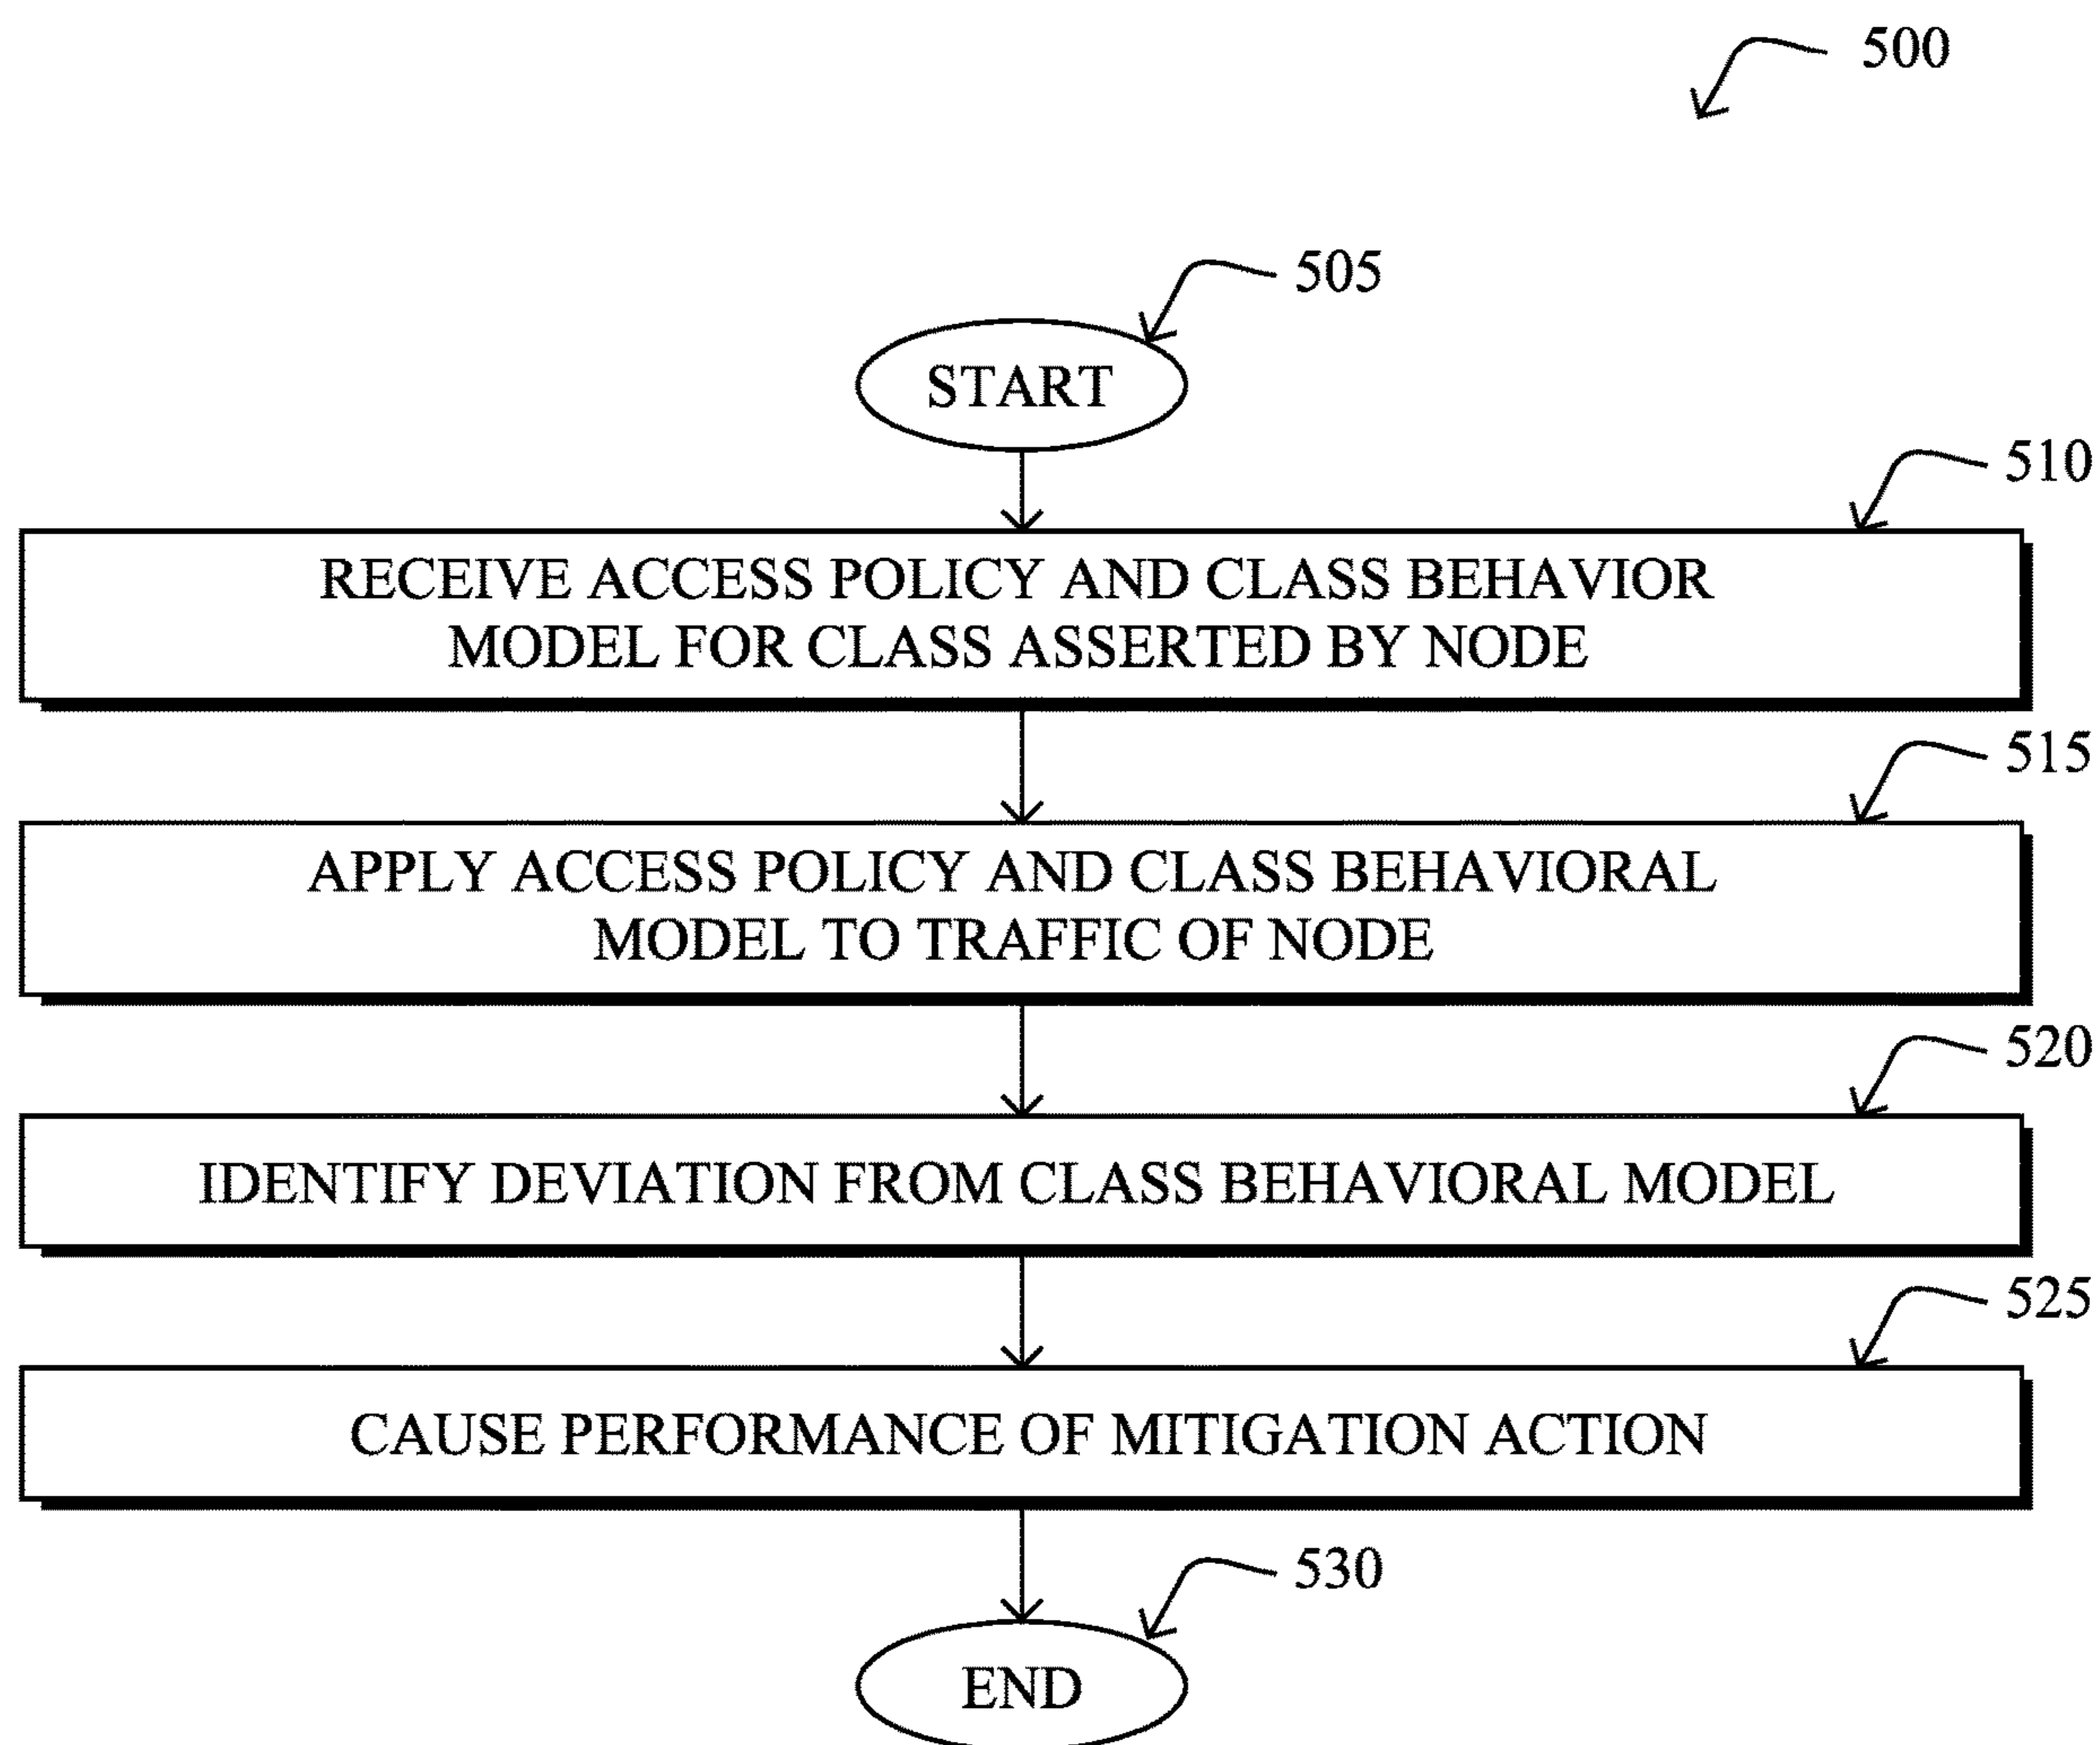 500
505
START
510
RECEIVE ACCESS POLICY AND CLASS BEHAVIOR
MODEL FOR CLASS ASSERTED BY NODE
515
APPLY ACCESS POLICY AND CLASS BEHAVIORAL
MODEL TO TRAFFIC OF NODE
520
IDENTIFY DEVIATION FROM CLASS BEHAVIORAL MODEL
525
CAUSE PERFORMANCE OF MITIGATION ACTION
530
END